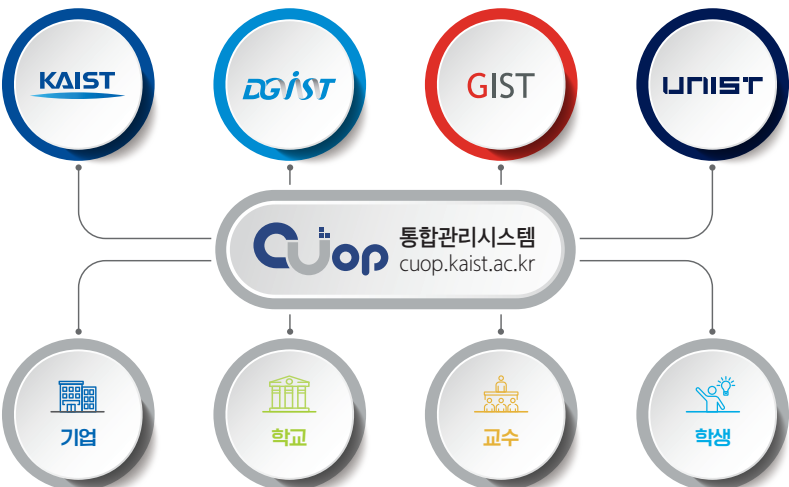 KAIST
DGIST
GIST
UNIST
CUop
통합관리시스템
cuop.kaist.ac.kr
기업
학교
교수
학생